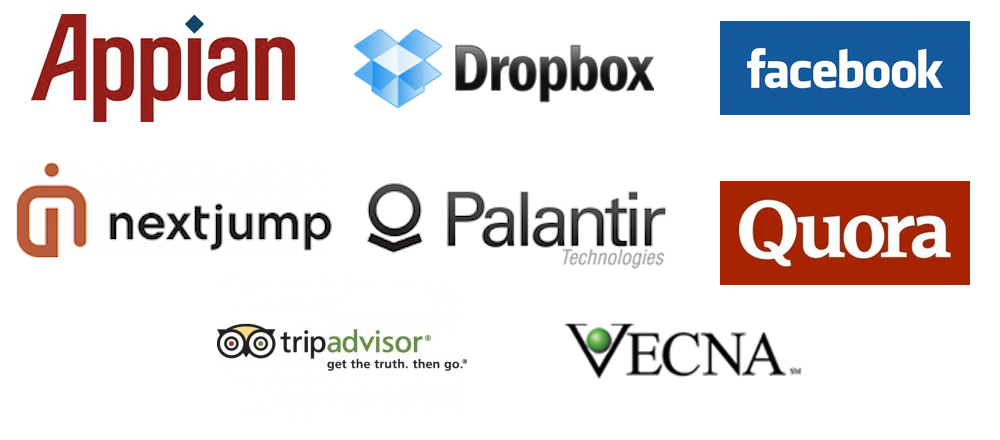 Appian
Dropbox
facebook
nextjump
Palantir
Technologies
Quora
tripadvisor®
get the truth. then go.®
VECNA SM